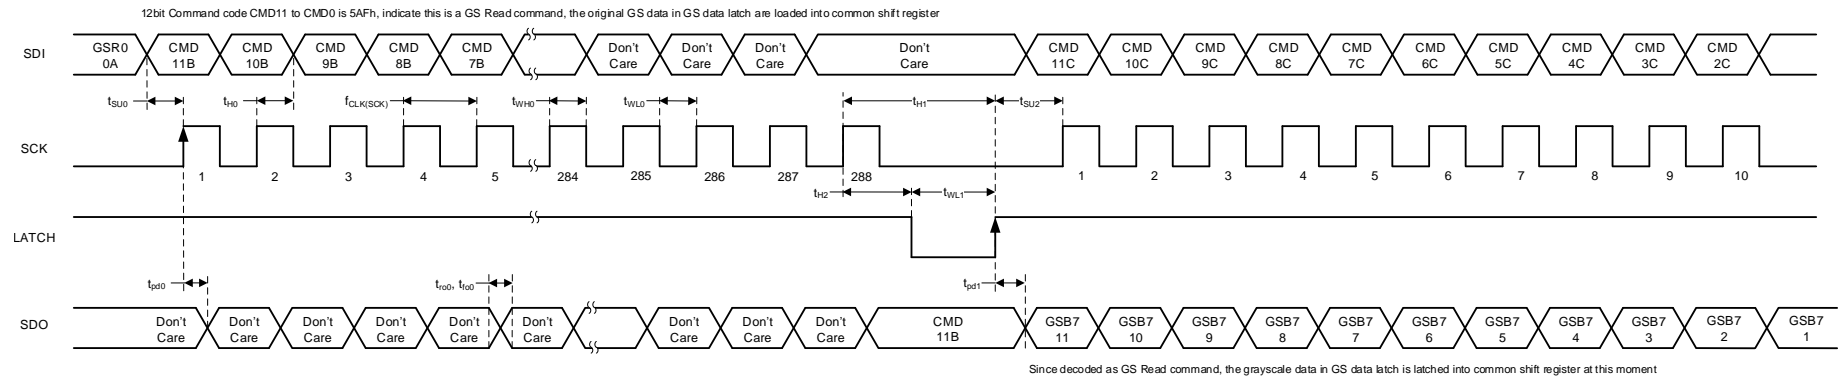 12bit Command code CMD11 to CMD0 is 5AFh, indicate this is a GS Read command, the original GS data in GS data latch are loaded into common shift register
SDI
GSR0 0A
CMD 11B
CMD 10B
CMD 9B
CMD 8B
CMD 7B
Don't Care
Don't Care
Don't Care
Don't Care
CMD 11C
CMD 10C
CMD 9C
CMD 8C
CMD 7C
CMD 6C
CMD 5C
CMD 4C
CMD 3C
CMD 2C
tSU0
tH0
fCLK(SCK)
tWH0
tWL0
tH1
tSU2
SCK
1 2 3 4 5 284 285 286 287 288 1 2 3 4 5 6 7 8 9 10
tH2
tWL1
LATCH
tpd0
tro0, tfo0
tpd1
SDO
Don't Care
Don't Care
Don't Care
Don't Care
Don't Care
Don't Care
Don't Care
Don't Care
Don't Care
CMD 11B
GSB7 11
GSB7 10
GSB7 9
GSB7 8
GSB7 7
GSB7 6
GSB7 5
GSB7 4
GSB7 3
GSB7 2
GSB7 1
Since decoded as GS Read command, the grayscale data in GS data latch is latched into common shift register at this moment